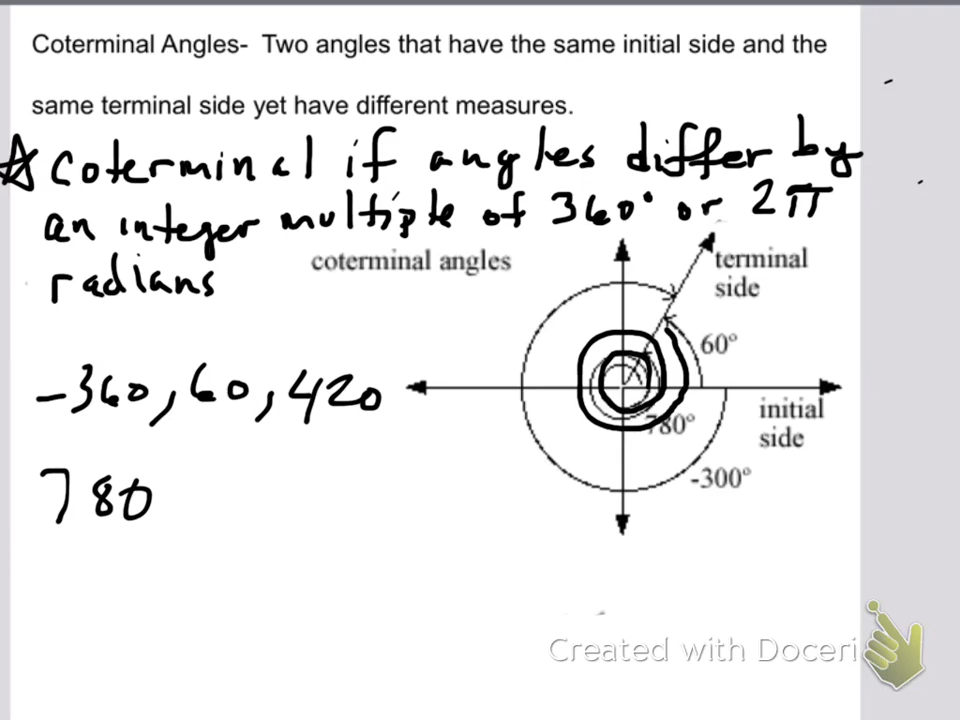 Coterminal Angles- Two angles that have the same initial side and the
same terminal side yet have different measures.
☆ coterminal if angles differ by
an integer multiple of 360° or 2π
radians
coterminal angles
terminal
side
60°
-360, 60, 420
initial
side
780°
-300°
780
Created with Doceri